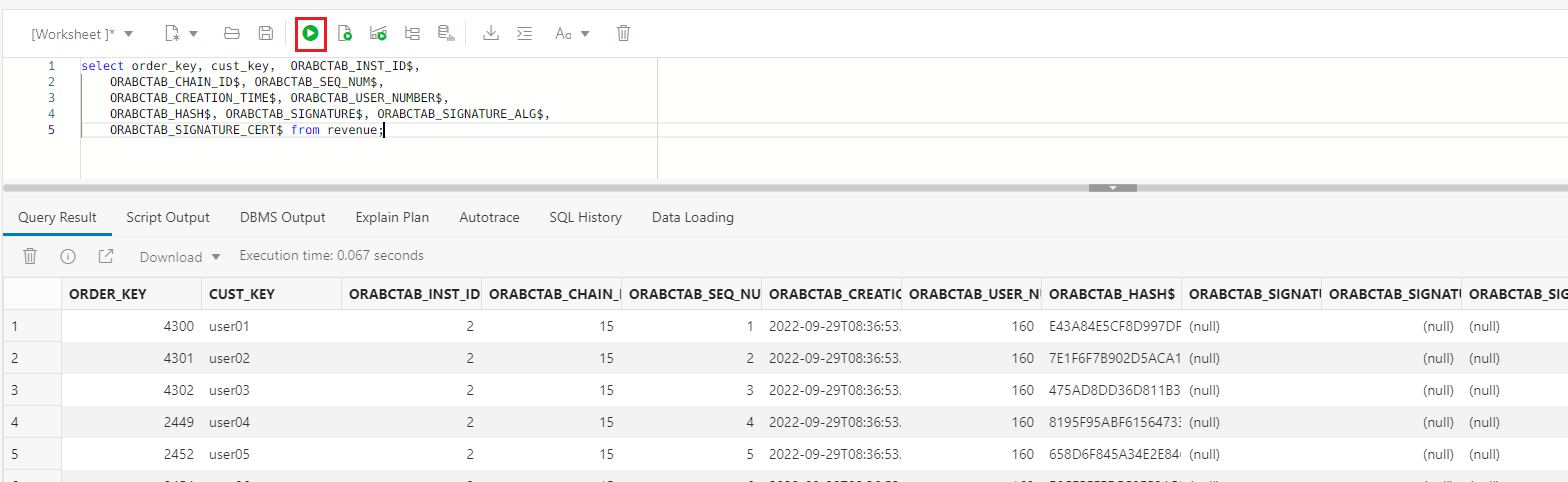 [Worksheet ]*
Aa
1 select order_key, cust_key,  ORABCTAB_INST_ID$,
2     ORABCTAB_CHAIN_ID$, ORABCTAB_SEQ_NUM$,
3     ORABCTAB_CREATION_TIME$, ORABCTAB_USER_NUMBER$,
4     ORABCTAB_HASH$, ORABCTAB_SIGNATURE$, ORABCTAB_SIGNATURE_ALG$,
5     ORABCTAB_SIGNATURE_CERT$ from revenue;
Query Result Script Output DBMS Output Explain Plan Autotrace SQL History Data Loading
Download Execution time: 0.067 seconds
ORDER_KEY CUST_KEY ORABCTAB_INST_ID ORABCTAB_CHAIN_I ORABCTAB_SEQ_NU ORABCTAB_CREATIO ORABCTAB_USER_NU ORABCTAB_HASH$ ORABCTAB_SIGNATU ORABCTAB_SIGNATU ORABCTAB_SIG
1 4300 user01 2 15 1 2022-09-29T08:36:53. 160 E43A84E5CF8D997DF (null) (null) (null)
2 4301 user02 2 15 2 2022-09-29T08:36:53. 160 7E1F6F7B902D5ACA1 (null) (null) (null)
3 4302 user03 2 15 3 2022-09-29T08:36:53. 160 475AD8DD36D811B3 (null) (null) (null)
4 2449 user04 2 15 4 2022-09-29T08:36:53. 160 8195F95ABF6156473 (null) (null) (null)
5 2452 user05 2 15 5 2022-09-29T08:36:53. 160 658D6F845A34E2E84 (null) (null) (null)